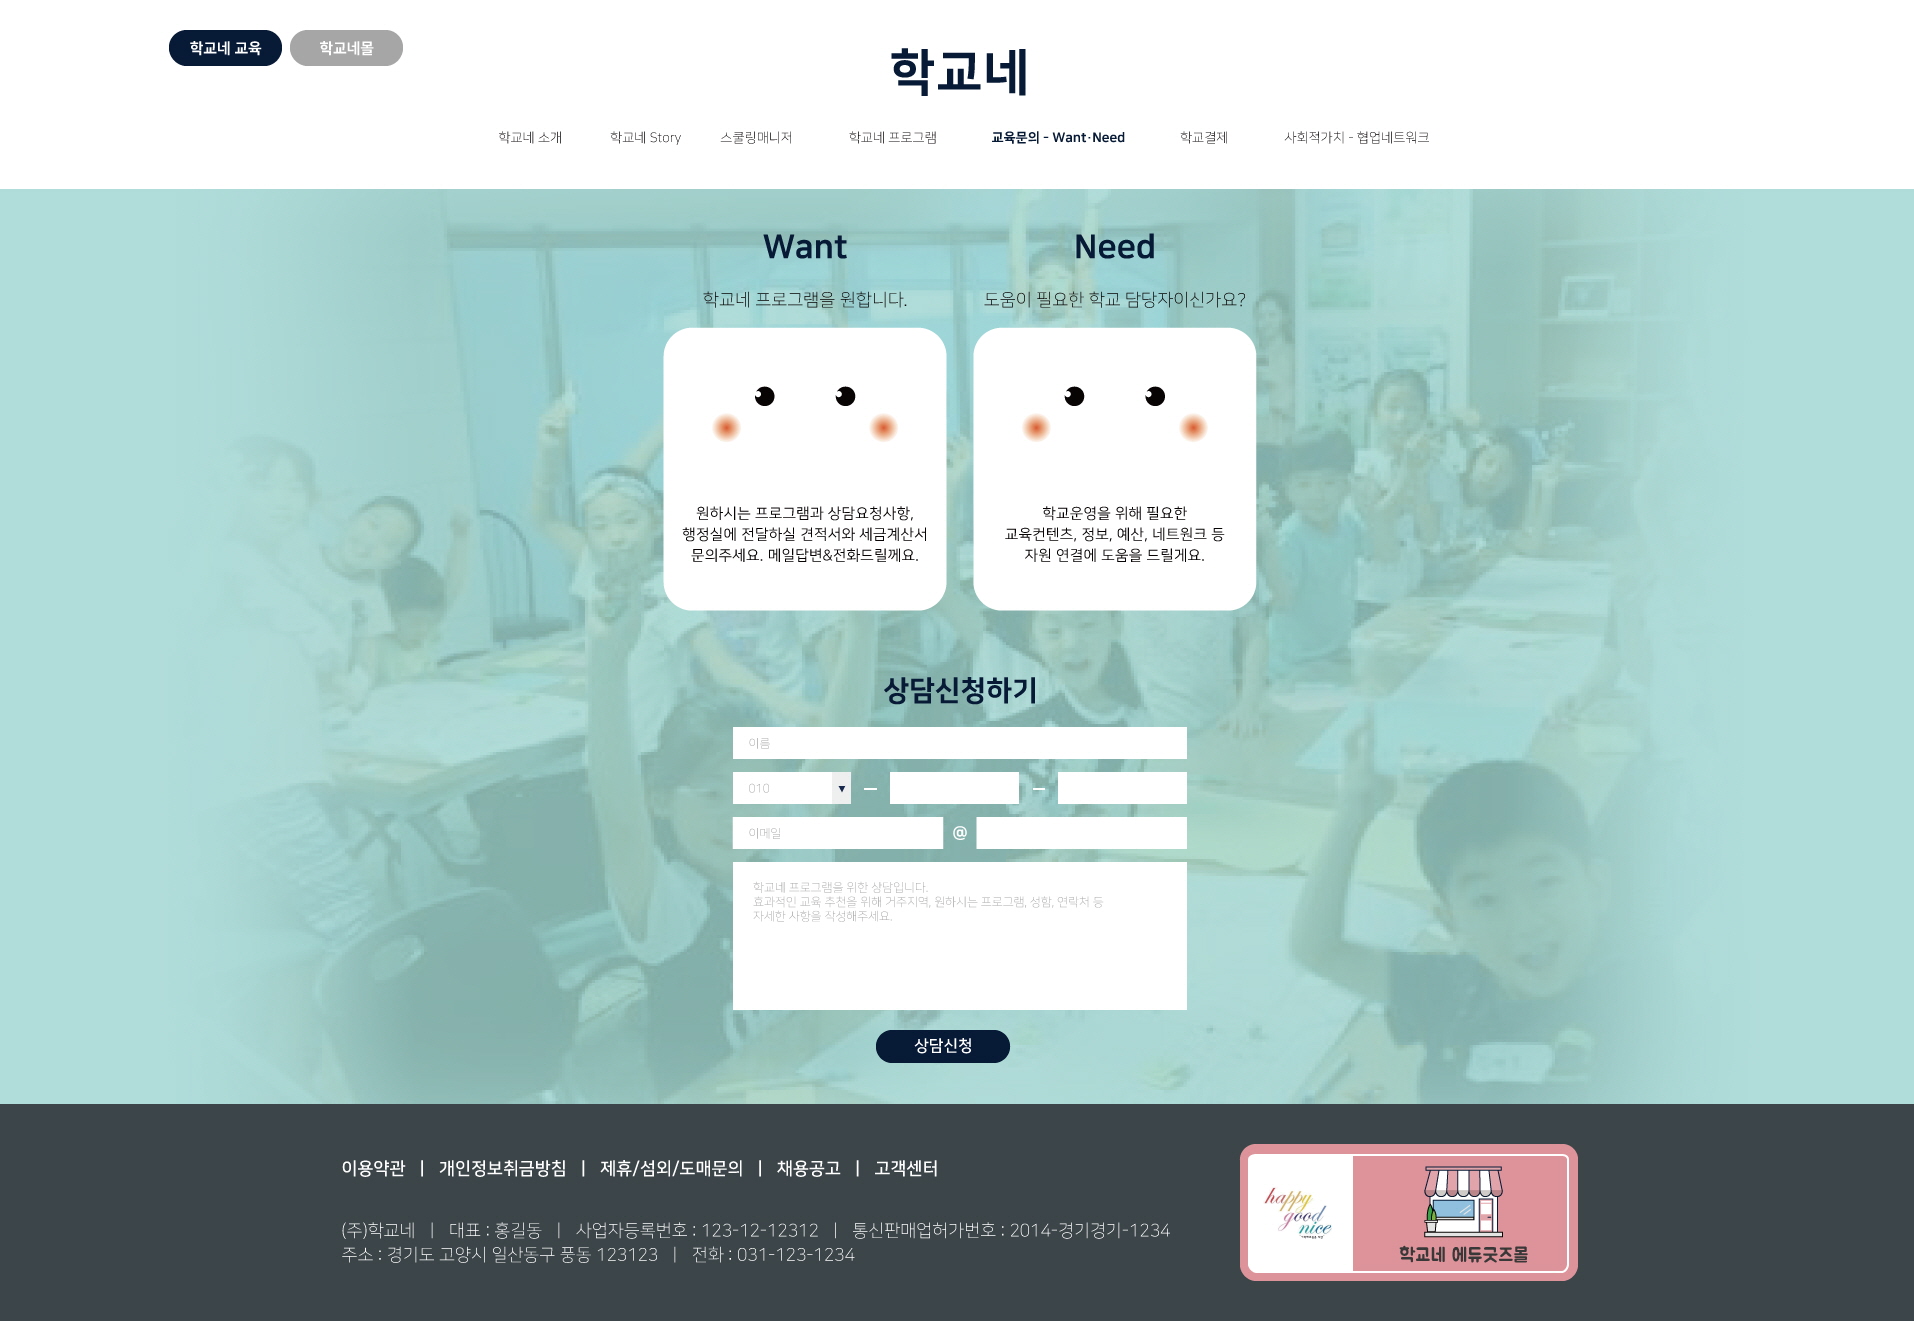 학교네 교육
학교네몰
학교네
학교네 소개
학교네 Story
스쿨링매니저
학교네 프로그램
교육문의 - Want·Need
학교결제
사회적가치 - 협업네트워크
Want
학교네 프로그램을 원합니다.
원하시는 프로그램과 상담요청사항,
행정실에 전달하실 견적서와 세금계산서
문의주세요. 메일답변&전화드릴께요.
Need
도움이 필요한 학교 담당자이신가요?
학교운영을 위해 필요한
교육컨텐츠, 정보, 예산, 네트원크 등
자원 연결에 도움을 드릴게요.
상담신청하기
이름
010 ▼ — —
이메일 @
학교네 프로그램을 위한 상담입니다.
효과적인 교육 추천을 위해 거주지역, 원하시는 프로그램, 성함, 연락처 등
자세한 사항을 작성해주세요.
상담신청
이용약관 | 개인정보취금방침 | 제휴/섬외/도매문의 | 채용공고 | 고객센터
(주)학교네 | 대표 : 홍길동 | 사업자등록번호 : 123-12-12312 | 통신판매업허가번호 : 2014-경기경기-1234
주소 : 경기도 고양시 일산동구 풍동 123123 | 전화 : 031-123-1234
happy
good
nice
학교네 에듀굿즈몰